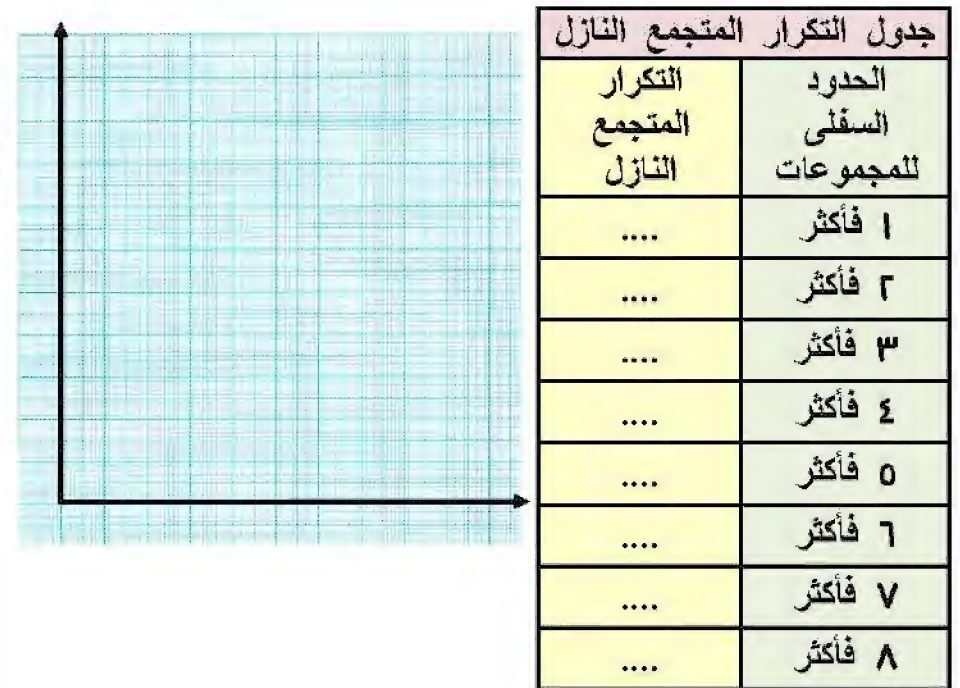 جدول التكرار المتجمع النازل
الحدود السفلى للمجموعات
التكرار المتجمع النازل
١ فأكثر
....
٢ فأكثر
....
٣ فأكثر
....
٤ فأكثر
....
٥ فأكثر
....
٦ فأكثر
....
٧ فأكثر
....
٨ فأكثر
....